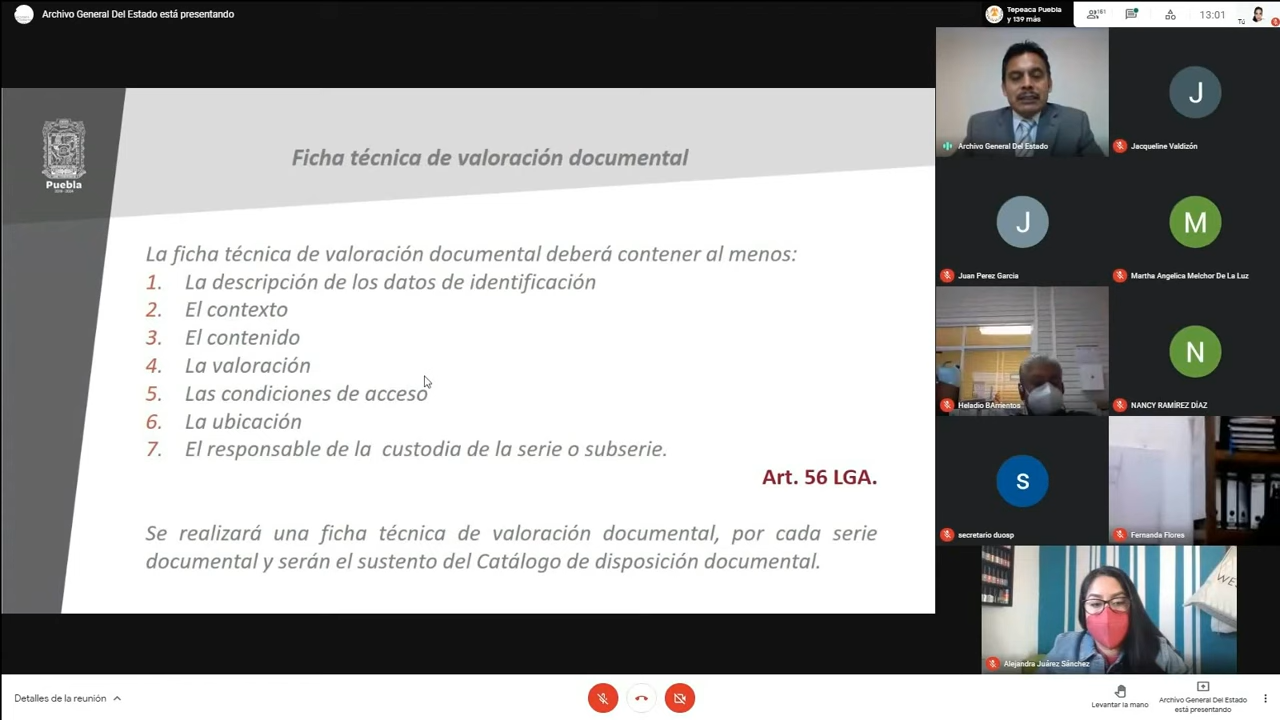 Archivo General Del Estado está presentando
Tepeaca Puebla
y 139 más
151
13:01
Tú
Puebla
Ficha técnica de valoración documental
La ficha técnica de valoración documental deberá contener al menos:
1. La descripción de los datos de identificación
2. El contexto
3. El contenido
4. La valoración
5. Las condiciones de acceso
6. La ubicación
7. El responsable de la custodia de la serie o subserie.
Art. 56 LGA.
Se realizará una ficha técnica de valoración documental, por cada serie
documental y serán el sustento del Catálogo de disposición documental.
Archivo General Del Estado
J
Jacqueline Valdizón
J
Juan Perez Garcia
M
Martha Angelica Melchor De La Luz
Heladio BArrientos
N
NANCY RAMÍREZ DÍAZ
s
secretario duosp
Fernanda Flores
WE
Alejandra Juárez Sánchez
Detalles de la reunión
Levantar la mano
Archivo General Del Estado
está presentando